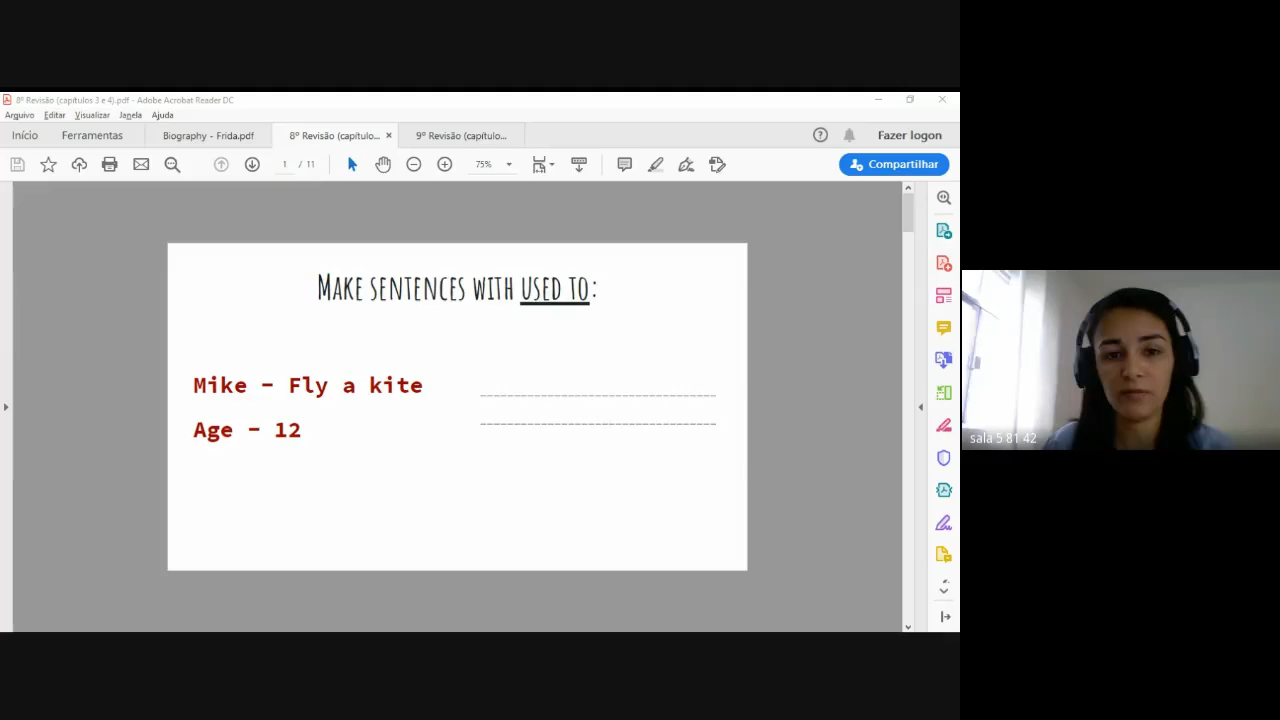 8º Revisão (capítulos 3 e 4).pdf - Adobe Acrobat Reader DC
Arquivo Editar Visualizar Janela Ajuda
Início Ferramentas Biography - Frida.pdf 8º Revisão (capítulo... × 9º Revisão (capítulo... Fazer logon
1 / 11 75% Compartilhar
MAKE SENTENCES WITH USED TO:
Mike - Fly a kite
Age - 12
sala 5 81 42